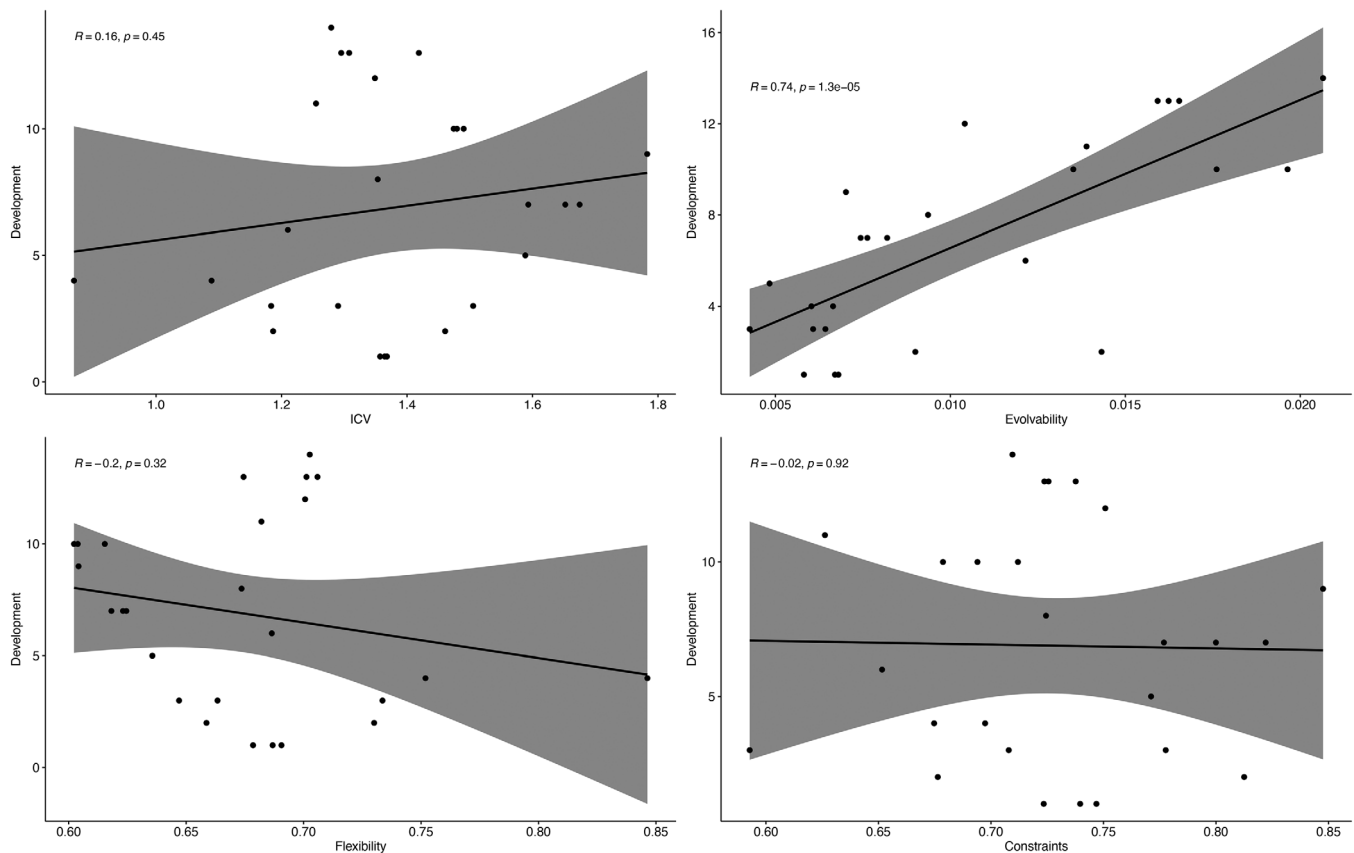 R = 0.16, p = 0.45
Development
10
5
0
1.0 1.2 1.4 1.6 1.8
ICV
R = 0.74, p = 1.3e−05
Development
16
12
8
4
0.005 0.010 0.015 0.020
Evolvability
R = −0.2, p = 0.32
Development
10
5
0
0.60 0.65 0.70 0.75 0.80 0.85
Flexibility
R = −0.02, p = 0.92
Development
10
5
0.60 0.65 0.70 0.75 0.80 0.85
Constraints